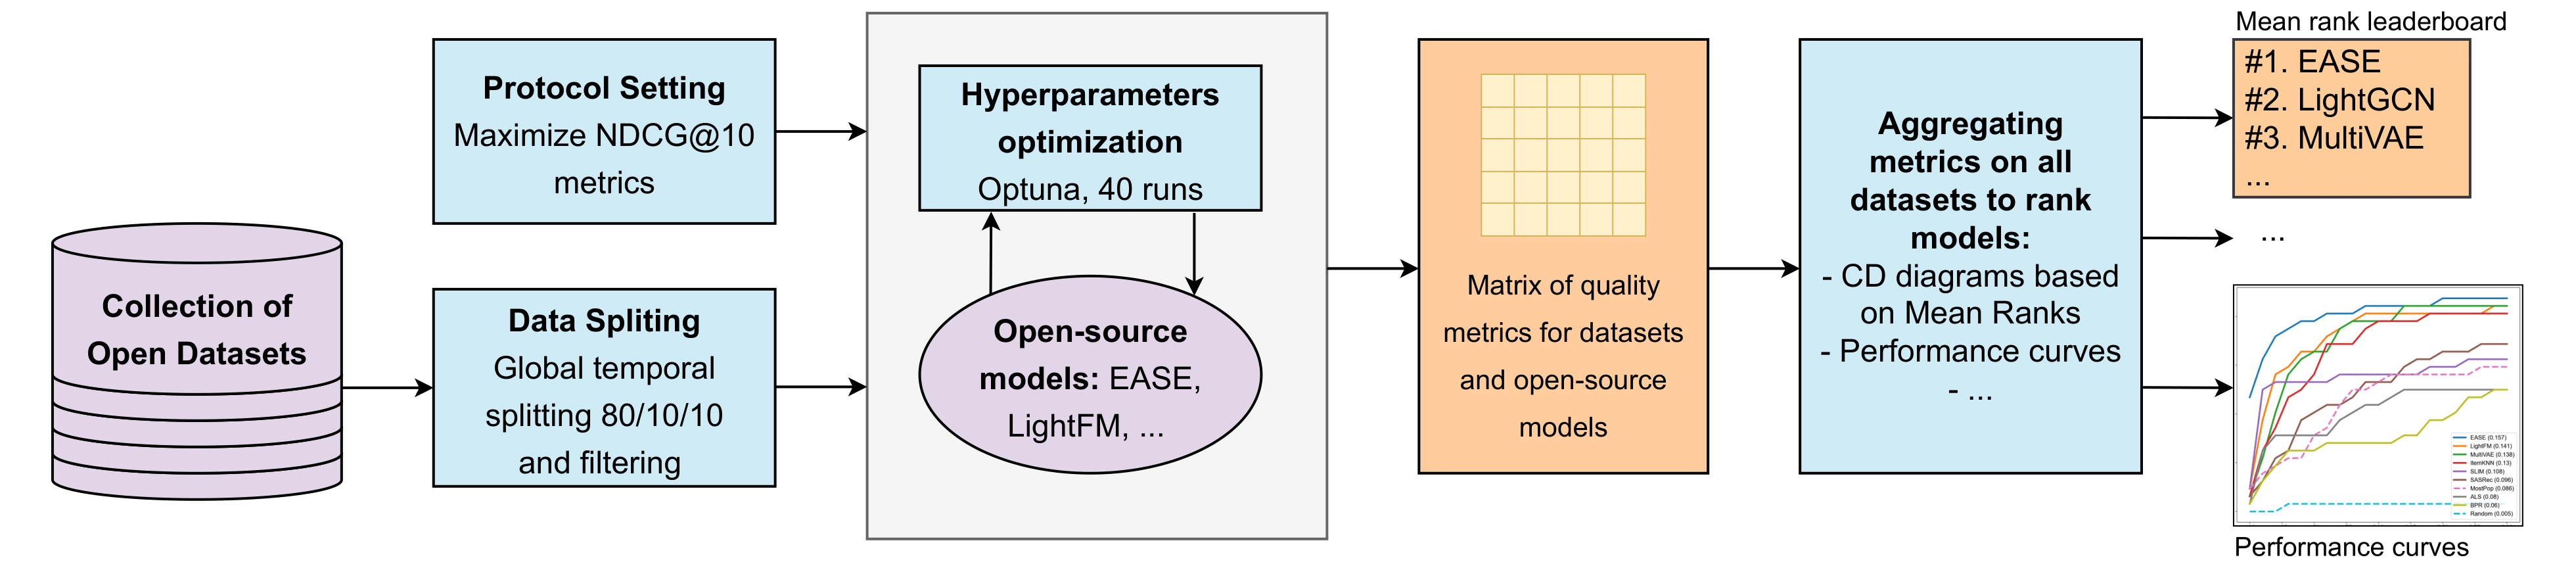 Collection of
Open Datasets
Protocol Setting
Maximize NDCG@10
metrics
Data Spliting
Global temporal
splitting 80/10/10
and filtering
Hyperparameters
optimization
Optuna, 40 runs
Open-source
models: EASE,
LightFM, ...
Matrix of quality
metrics for datasets
and open-source
models
Aggregating
metrics on all
datasets to rank
models:
- CD diagrams based
on Mean Ranks
- Performance curves
- ...
Mean rank leaderboard
#1. EASE
#2. LightGCN
#3. MultiVAE
...
...
EASE (0.157)
LightFM (0.141)
MultiVAE (0.138)
ItemKNN (0.13)
SLIM (0.108)
SASRec (0.096)
MostPop (0.086)
ALS (0.08)
BPR (0.06)
Random (0.005)
Performance curves